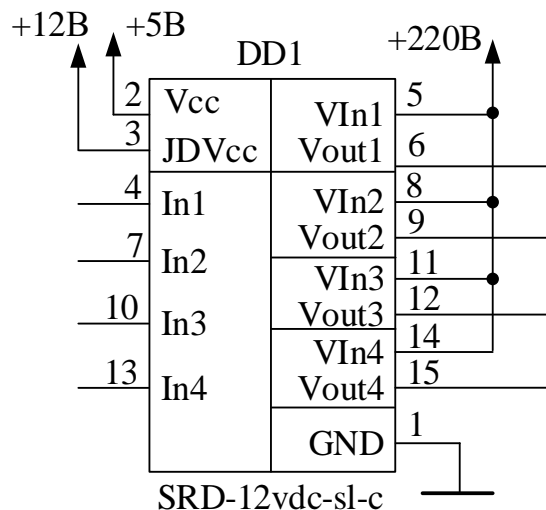 +12В
+5В
DD1
+220В
2
Vcc
VIn1
5
3
JDVcc
Vout1
6
4
In1
VIn2
8
Vout2
9
7
In2
VIn3
11
10
In3
Vout3
12
VIn4
14
13
In4
Vout4
15
GND
1
SRD-12vdc-sl-c